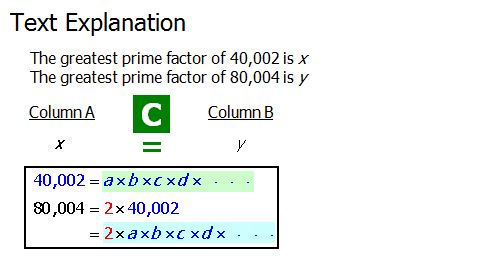 Text Explanation
The greatest prime factor of 40,002 is x
The greatest prime factor of 80,004 is y
Column A C Column B
x = y
40,002 = a×b×c×d× . . .
80,004 = 2×40,002
= 2×a×b×c×d× . . .